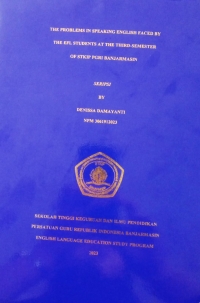 THE PROBLEMS IN SPEAKING ENGLISH FACED BY
THE EFL STUDENTS AT THE THIRD SEMESTER
OF STKIP PGRI BANJARMASIN
SKRIPSI
BY
DENISSA DAMAYANTI
NPM
SEKOLAH TINGGI KEGURUAN DAN ILMU PENDIDIKAN
PERSATUAN GURU REPUBLIK INDONESIA BANJARMASIN
ENGLISH LANGUAGE EDUCATION STUDY PROGRAM